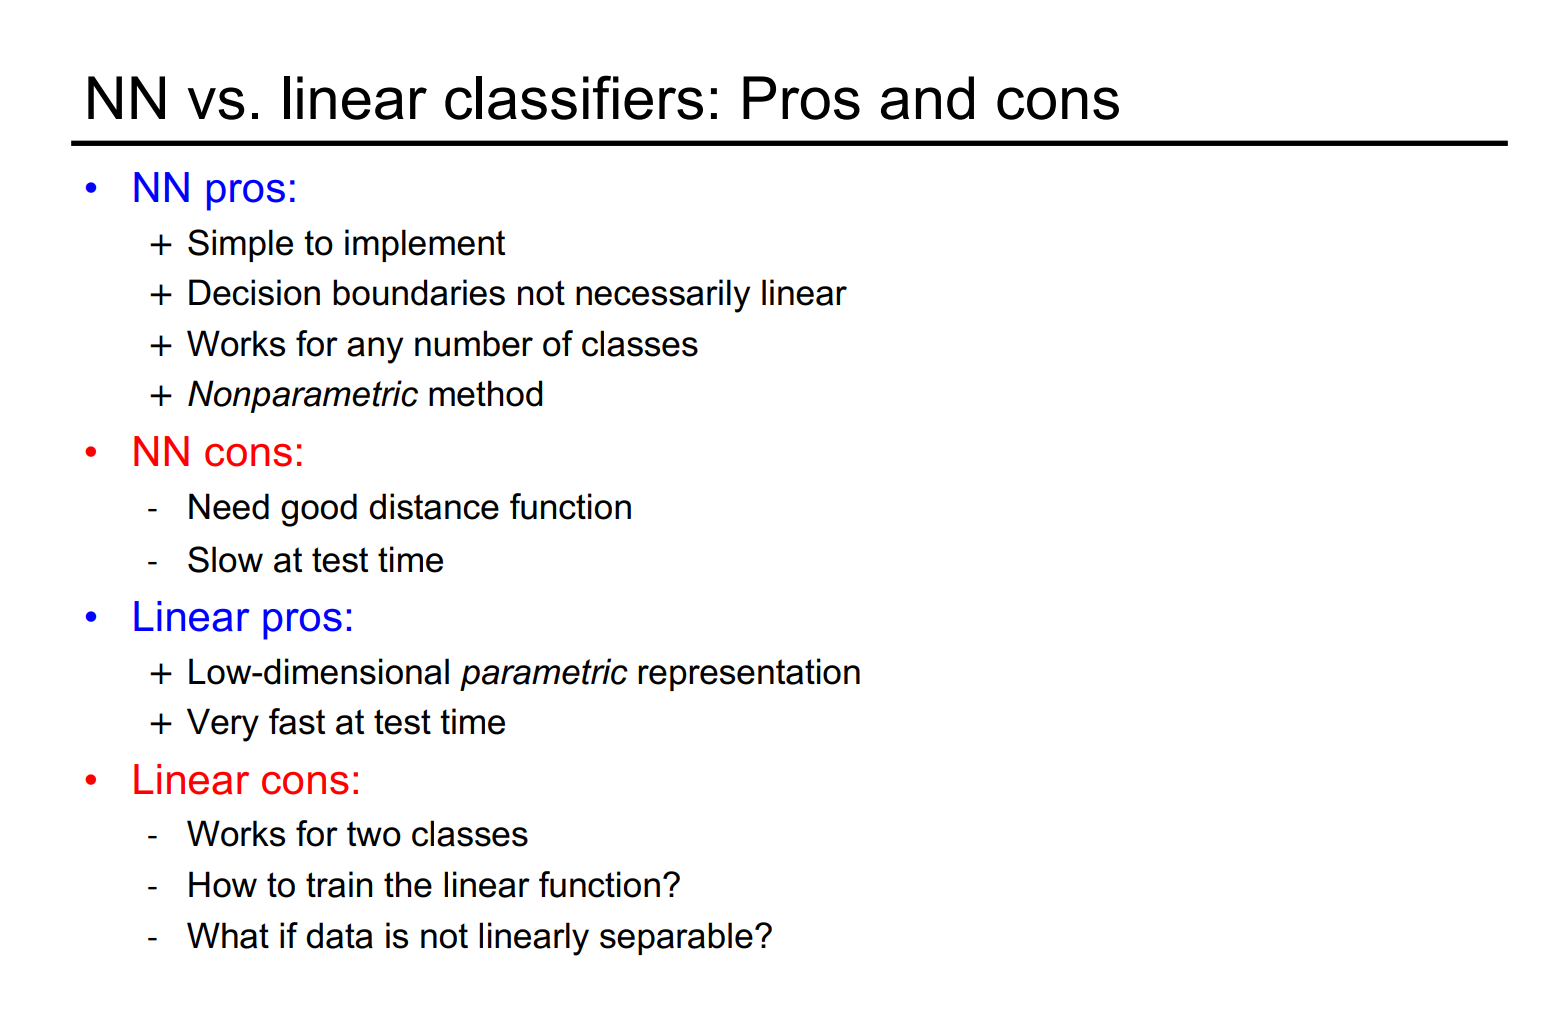 NN vs. linear classifiers: Pros and cons
• NN pros:
+ Simple to implement
+ Decision boundaries not necessarily linear
+ Works for any number of classes
+ Nonparametric method
• NN cons:
- Need good distance function
- Slow at test time
• Linear pros:
+ Low-dimensional parametric representation
+ Very fast at test time
• Linear cons:
- Works for two classes
- How to train the linear function?
- What if data is not linearly separable?